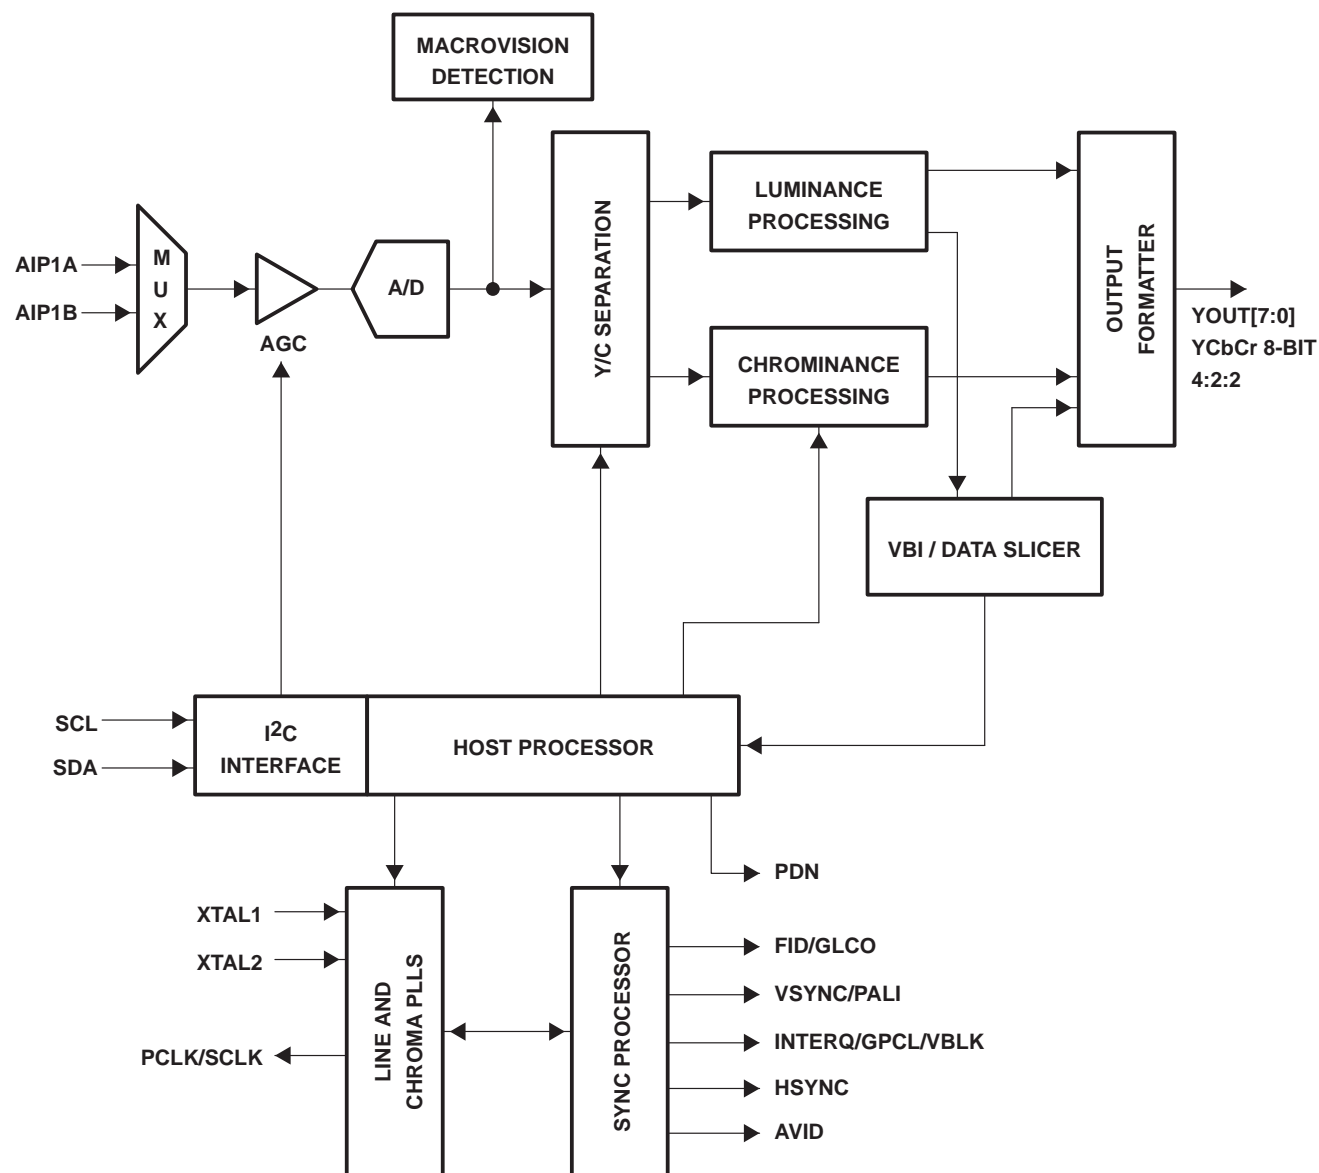 MACROVISION
DETECTION
AIP1A
AIP1B
M
U
X
AGC
A/D
Y/C SEPARATION
LUMINANCE
PROCESSING
CHROMINANCE
PROCESSING
OUTPUT
FORMATTER
YOUT[7:0]
YCbCr 8-BIT
4:2:2
VBI / DATA SLICER
SCL
SDA
I²C
INTERFACE
HOST PROCESSOR
PDN
XTAL1
XTAL2
PCLK/SCLK
LINE AND
CHROMA PLLS
SYNC PROCESSOR
FID/GLCO
VSYNC/PALI
INTERQ/GPCL/VBLK
HSYNC
AVID